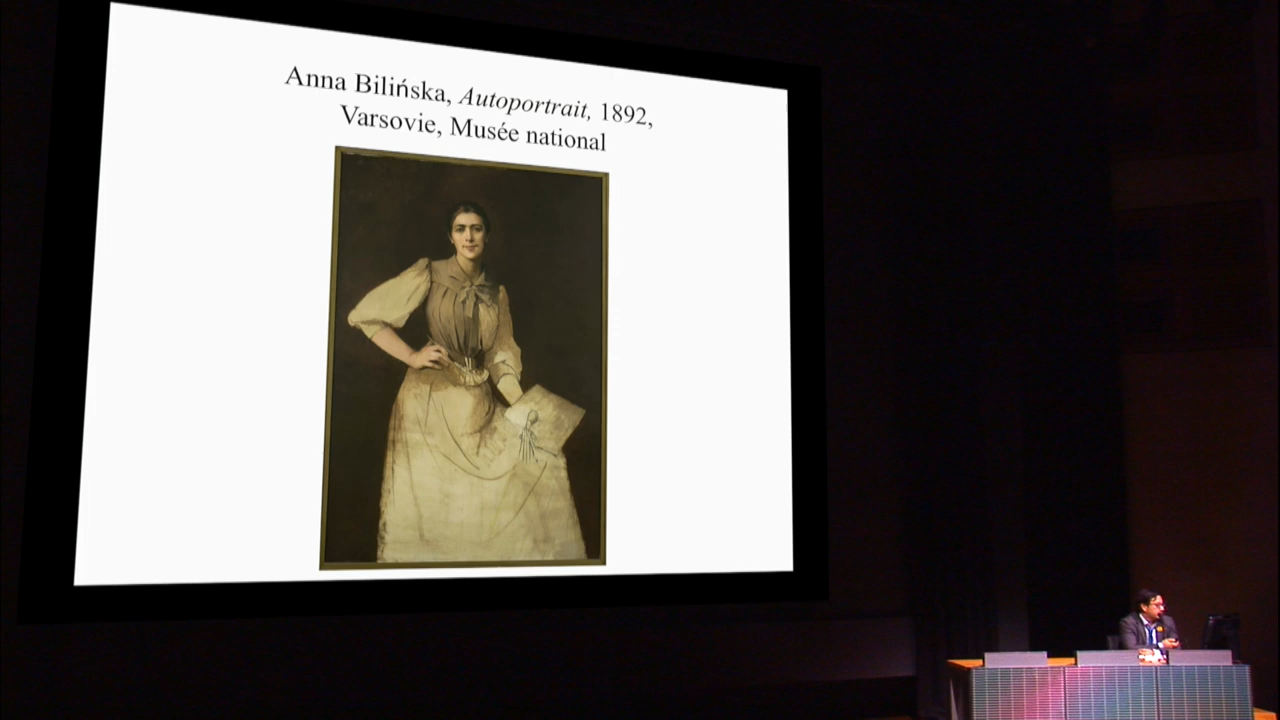 Anna Bilińska, Autoportrait, 1892,
Varsovie, Musée national